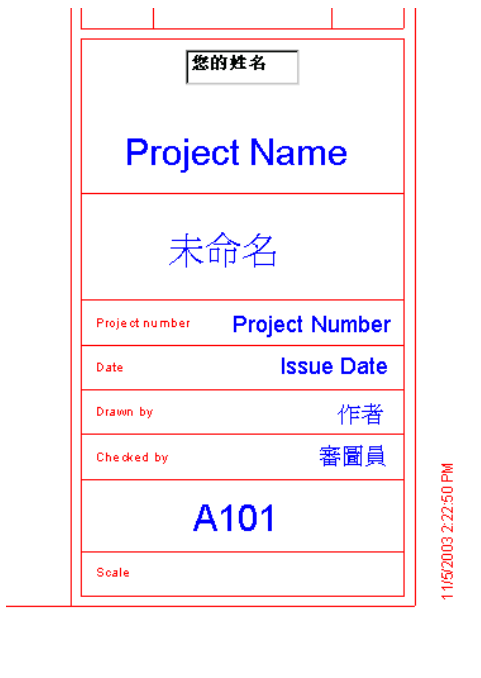 您的姓名
Project Name
未命名
Project number Project Number
Date Issue Date
Drawn by 作者
Checked by 審圖員
A101
Scale
11/5/2003 2:22:50 PM